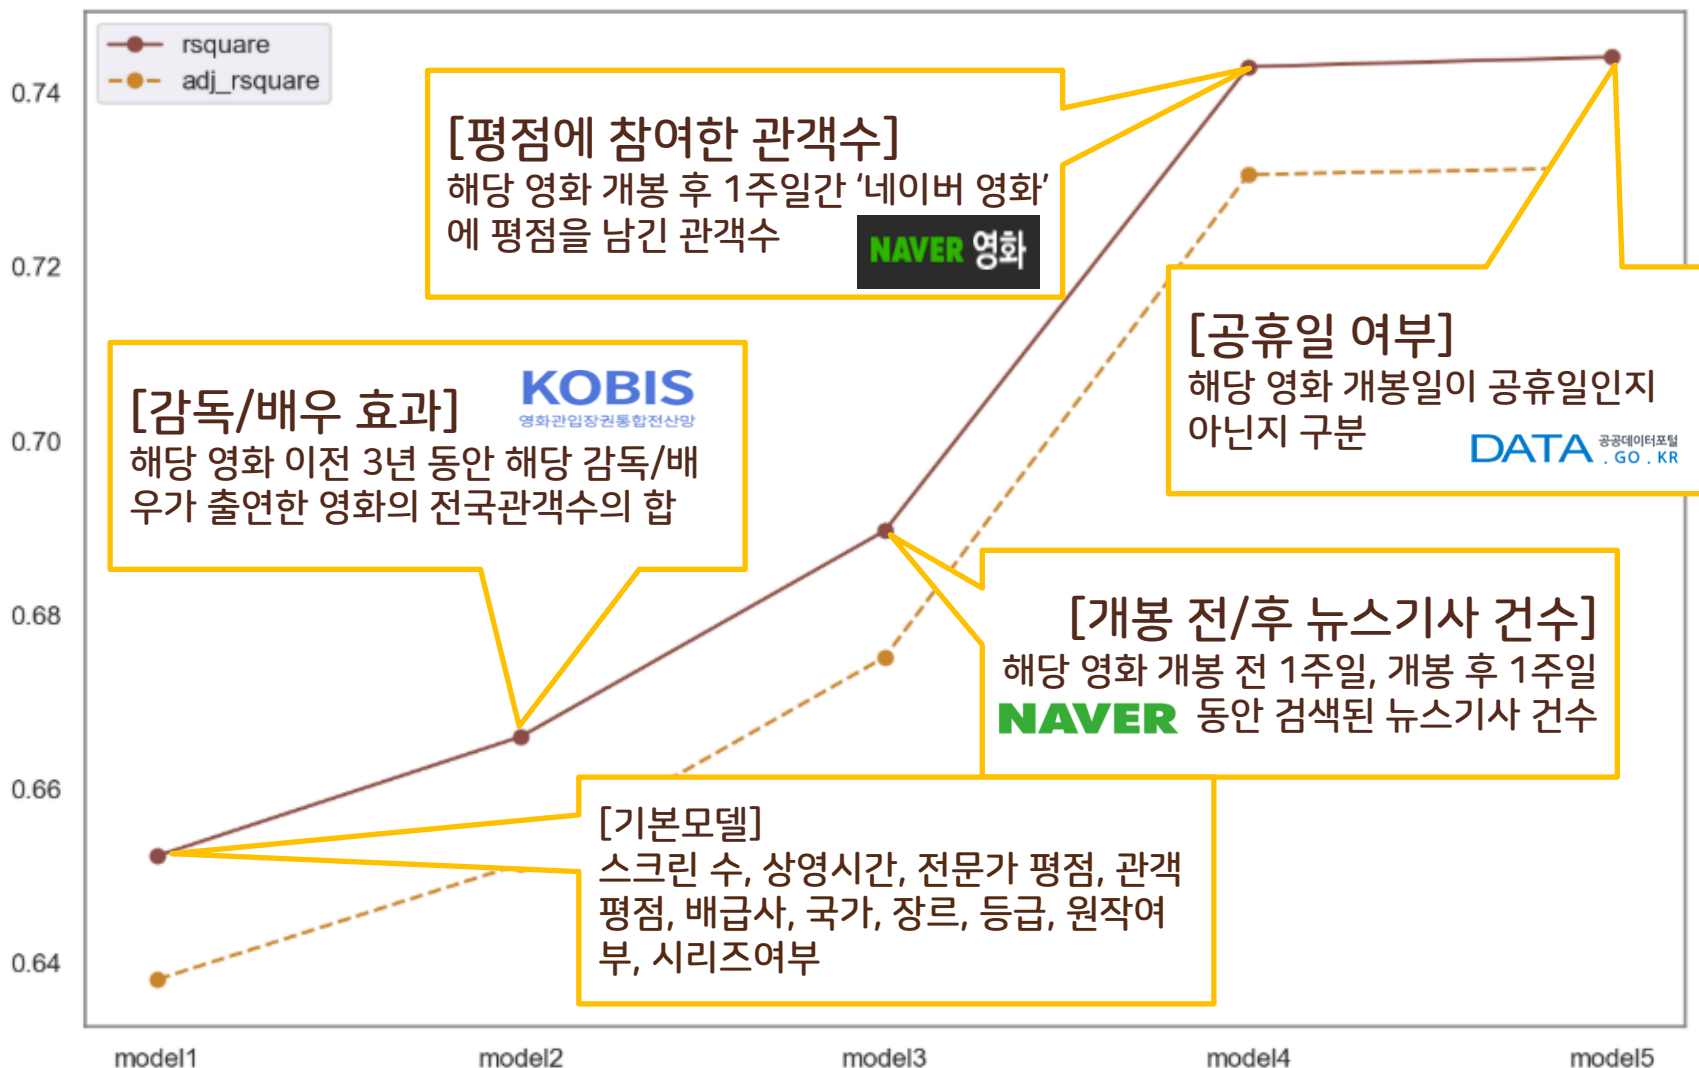 rsquare
adj_rsquare
0.74
0.72
0.70
0.68
0.66
0.64
[평점에 참여한 관객수]
해당 영화 개봉 후 1주일간 ‘네이버 영화’
에 평점을 남긴 관객수
NAVER 영화
[공휴일 여부]
해당 영화 개봉일이 공휴일인지
아닌지 구분
DATA 공공데이터포털
. GO . KR
[감독/배우 효과]
KOBIS
영화관입장권통합전산망
해당 영화 이전 3년 동안 해당 감독/배
우가 출연한 영화의 전국관객수의 합
[개봉 전/후 뉴스기사 건수]
해당 영화 개봉 전 1주일, 개봉 후 1주일
NAVER 동안 검색된 뉴스기사 건수
[기본모델]
스크린 수, 상영시간, 전문가 평점, 관객
평점, 배급사, 국가, 장르, 등급, 원작여
부, 시리즈여부
model1
model2
model3
model4
model5